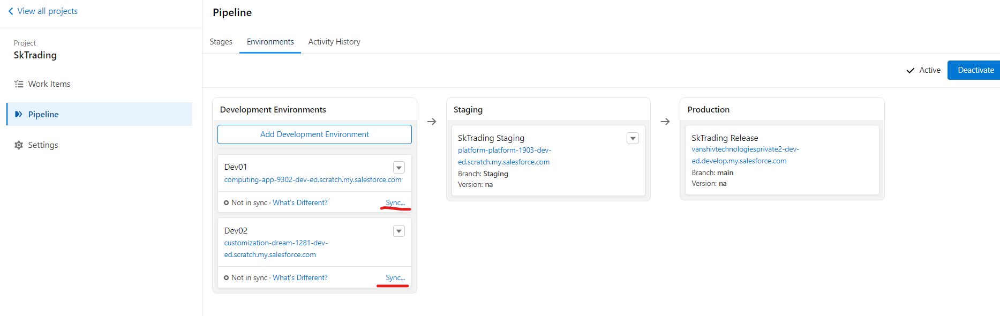 View all projects
Project
SkTrading
Work Items
Pipeline
Settings
Pipeline
Stages
Environments
Activity History
Active
Deactivate
Development Environments
Add Development Environment
Dev01
computing-app-9302-dev-ed.scratch.my.salesforce.com
Not in sync · What's Different?
Sync...
Dev02
customization-dream-1281-dev-
ed.scratch.my.salesforce.com
Not in sync · What's Different?
Sync...
Staging
SkTrading Staging
platform-platform-1903-dev-
ed.scratch.my.salesforce.com
Branch: Staging
Version: na
Production
SkTrading Release
vanshivtechnologiesprivate2-dev-
ed.develop.my.salesforce.com
Branch: main
Version: na